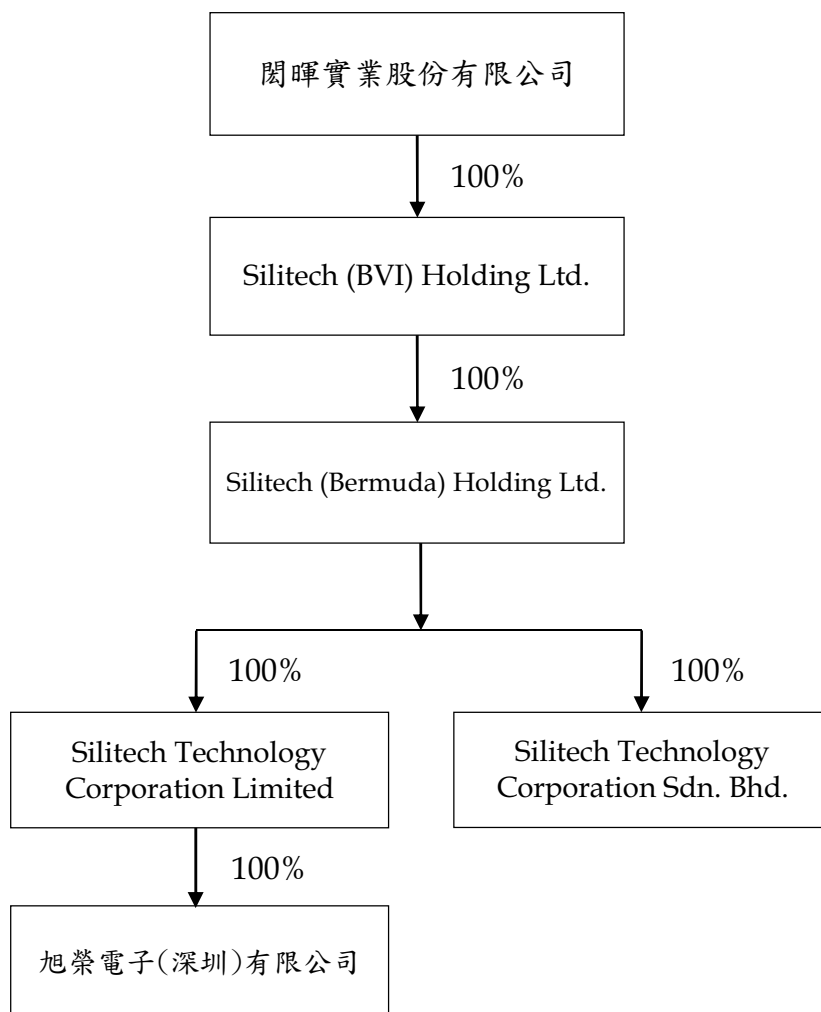 閎暉實業股份有限公司
100%
Silitech (BVI) Holding Ltd.
100%
Silitech (Bermuda) Holding Ltd.
100%
100%
Silitech Technology
Corporation Limited
Silitech Technology
Corporation Sdn. Bhd.
100%
旭榮電子(深圳)有限公司